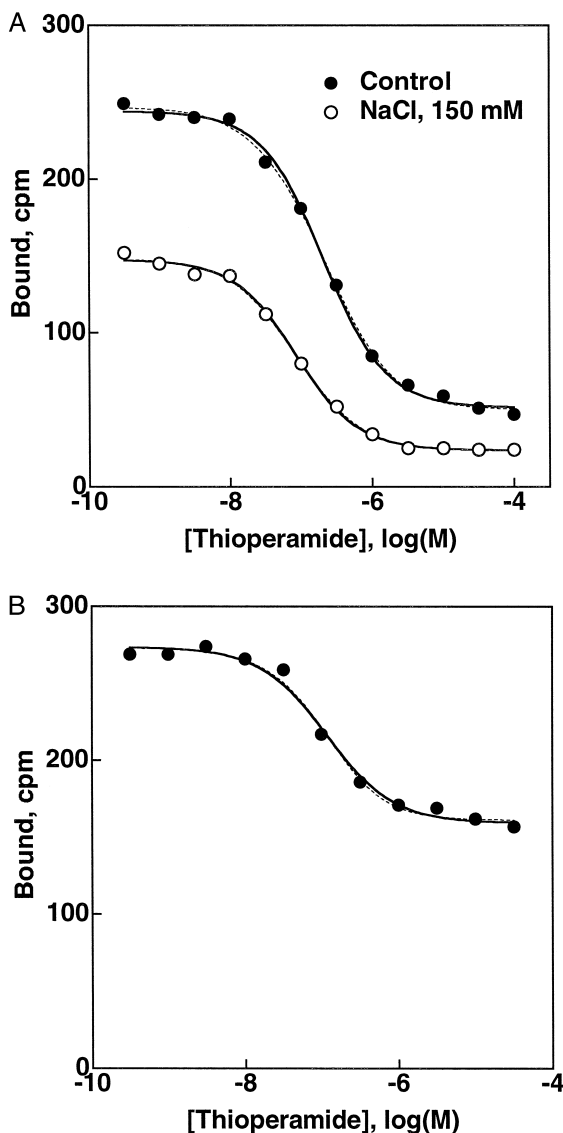 A
300
200
100
0
Bound, cpm
Control
NaCl, 150 mM
-10
-8
-6
-4
[Thioperamide], log(M)
B
300
200
100
0
Bound, cpm
-10
-8
-6
-4
[Thioperamide], log(M)